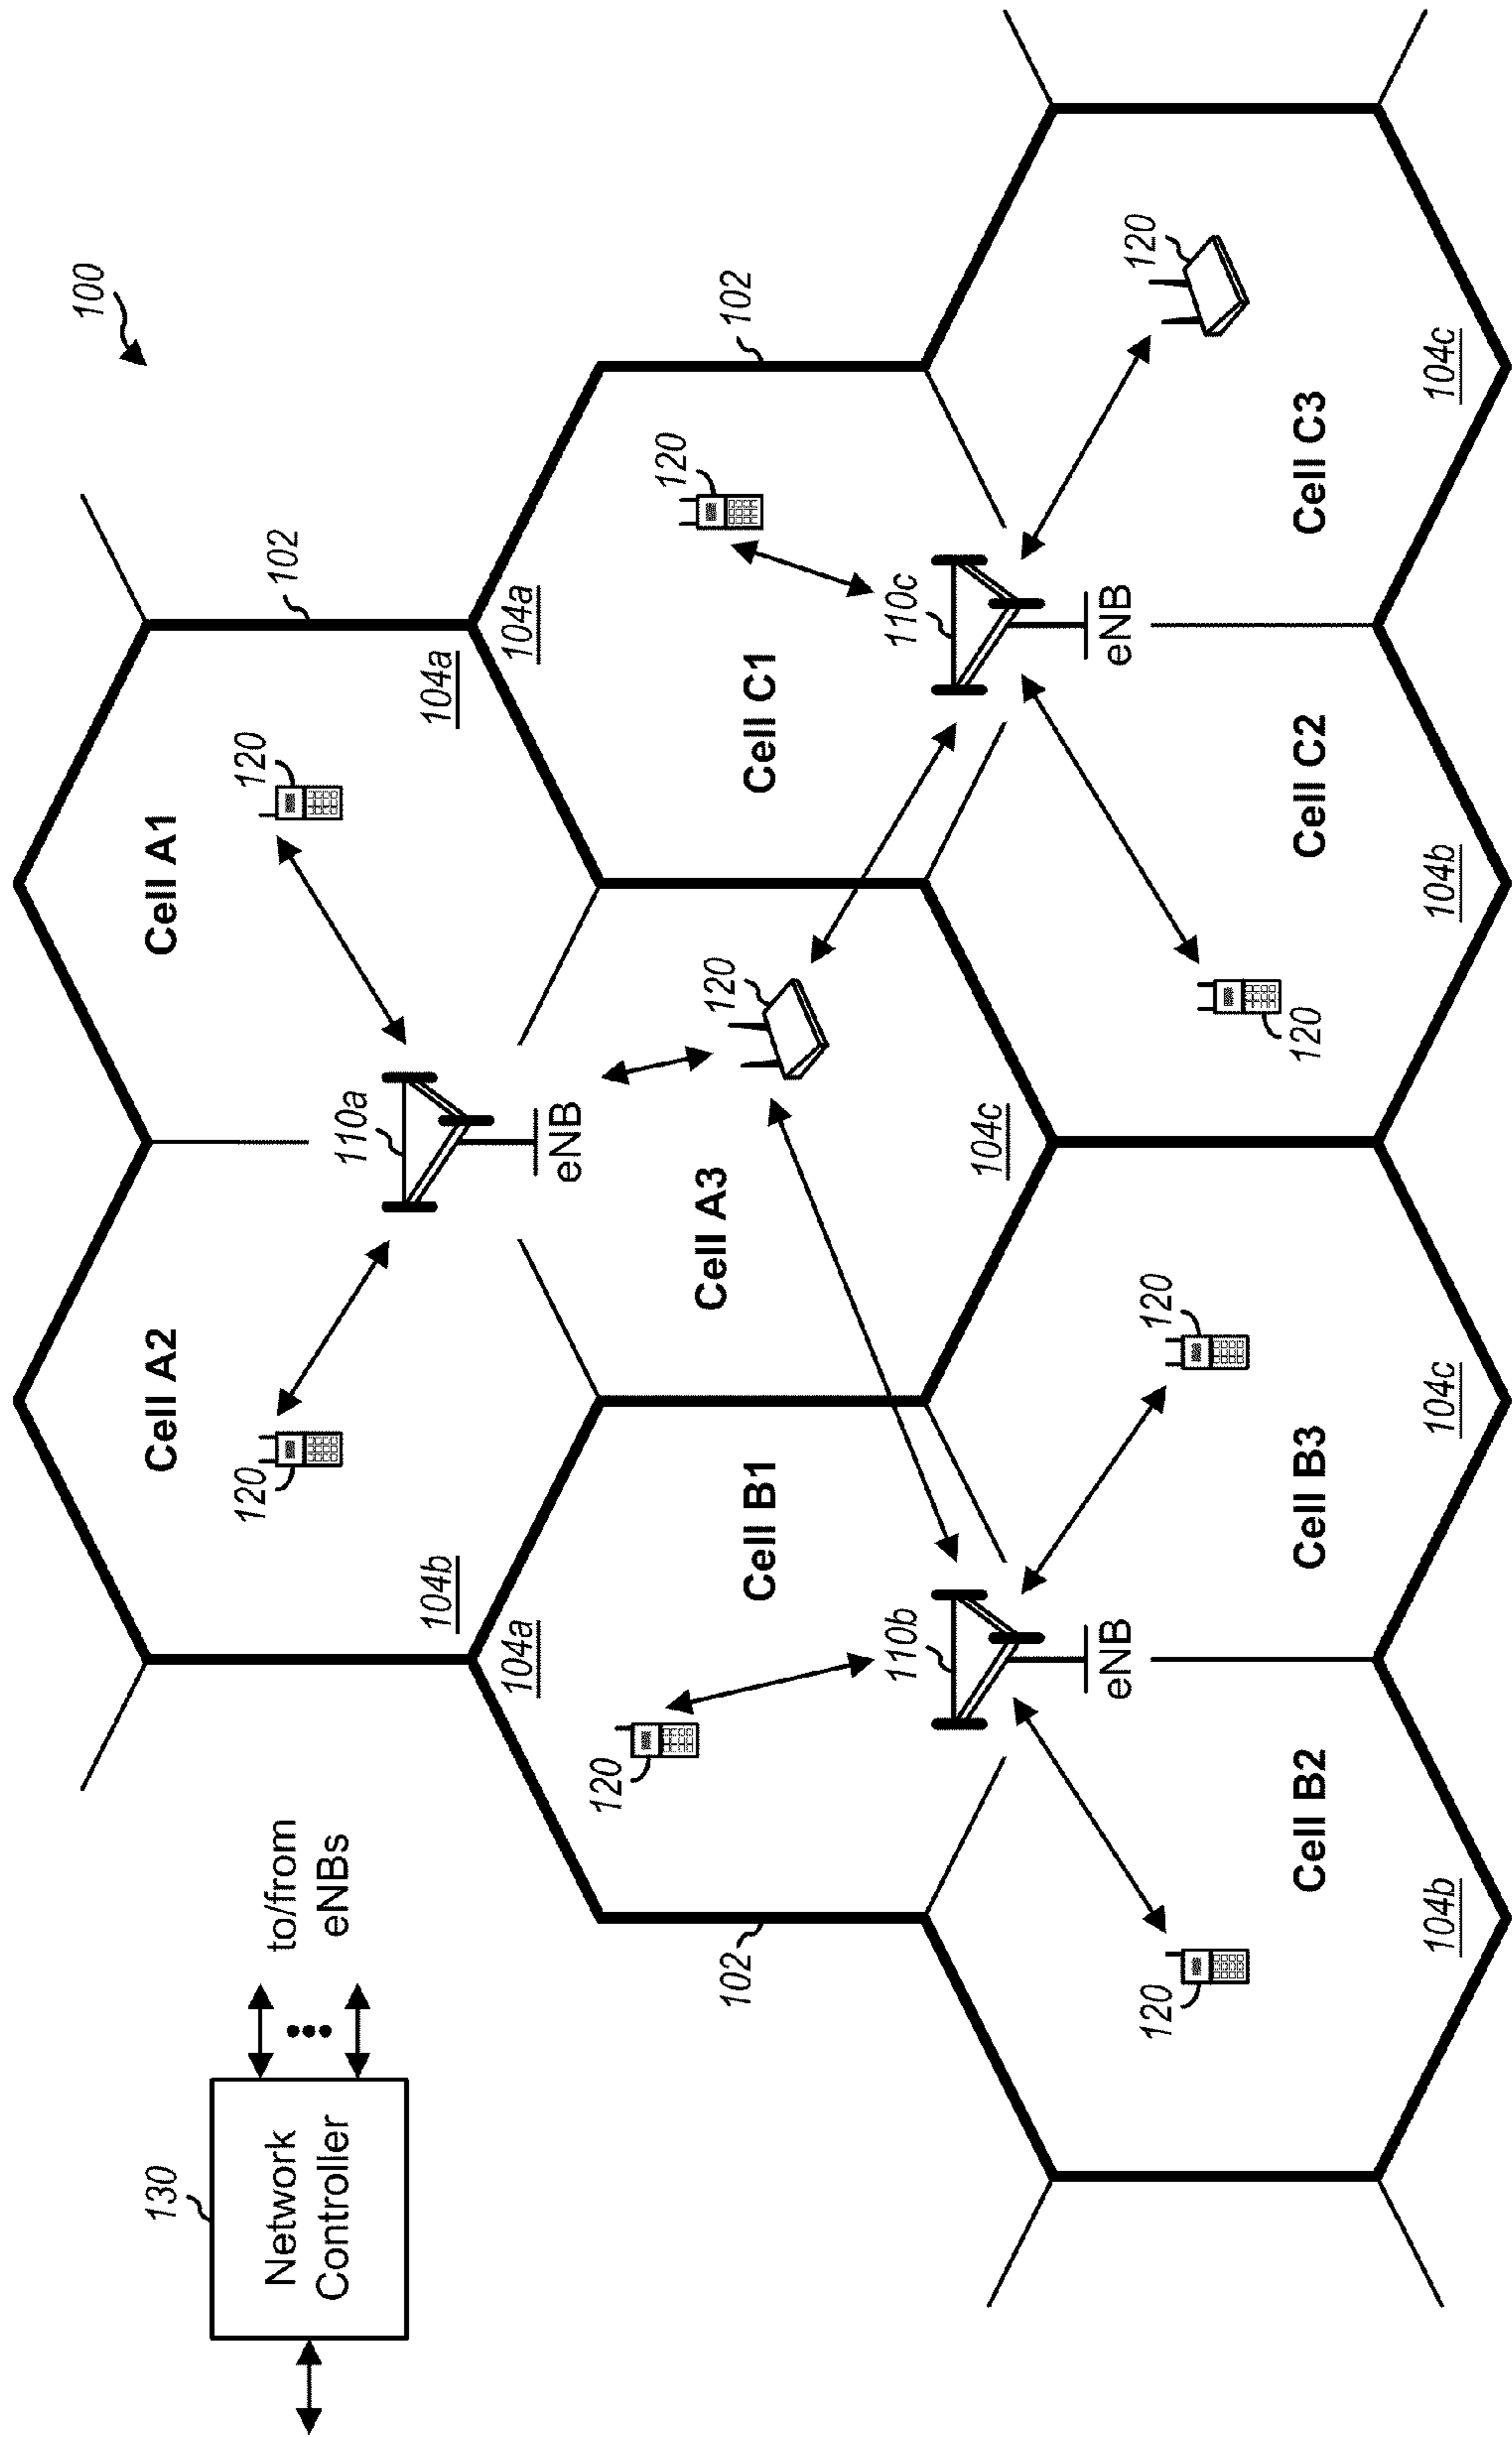 100
130
Network
Controller
to/from
eNBs
Cell A2
Cell A1
120
120
102
110a
eNB
104b
104a
104a
104a
120
120
Cell B1
Cell A3
120
Cell C1
102
102
110b
eNB
104c
110c
eNB
120
120
120
120
Cell B2
Cell B3
Cell C2
Cell C3
104b
104c
104b
104c